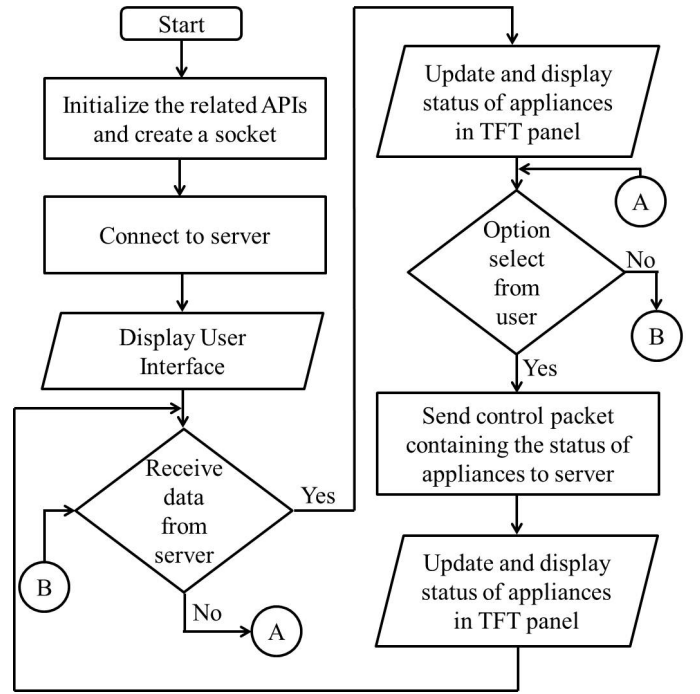 Start
Initialize the related APIs
and create a socket
Connect to server
Display User
Interface
Receive
data
from
server
Yes
B
No
A
Update and display
status of appliances
in TFT panel
A
Option
select
from
user
No
B
Yes
Send control packet
containing the status of
appliances to server
Update and display
status of appliances
in TFT panel